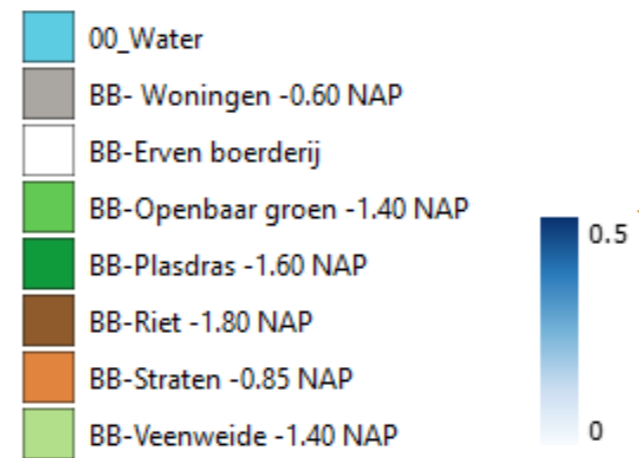 00_Water
BB- Woningen -0.60 NAP
BB-Erven boerderij
BB-Openbaar groen -1.40 NAP
BB-Plasdras -1.60 NAP
BB-Riet -1.80 NAP
BB-Straten -0.85 NAP
BB-Veenweide -1.40 NAP
0.5
0